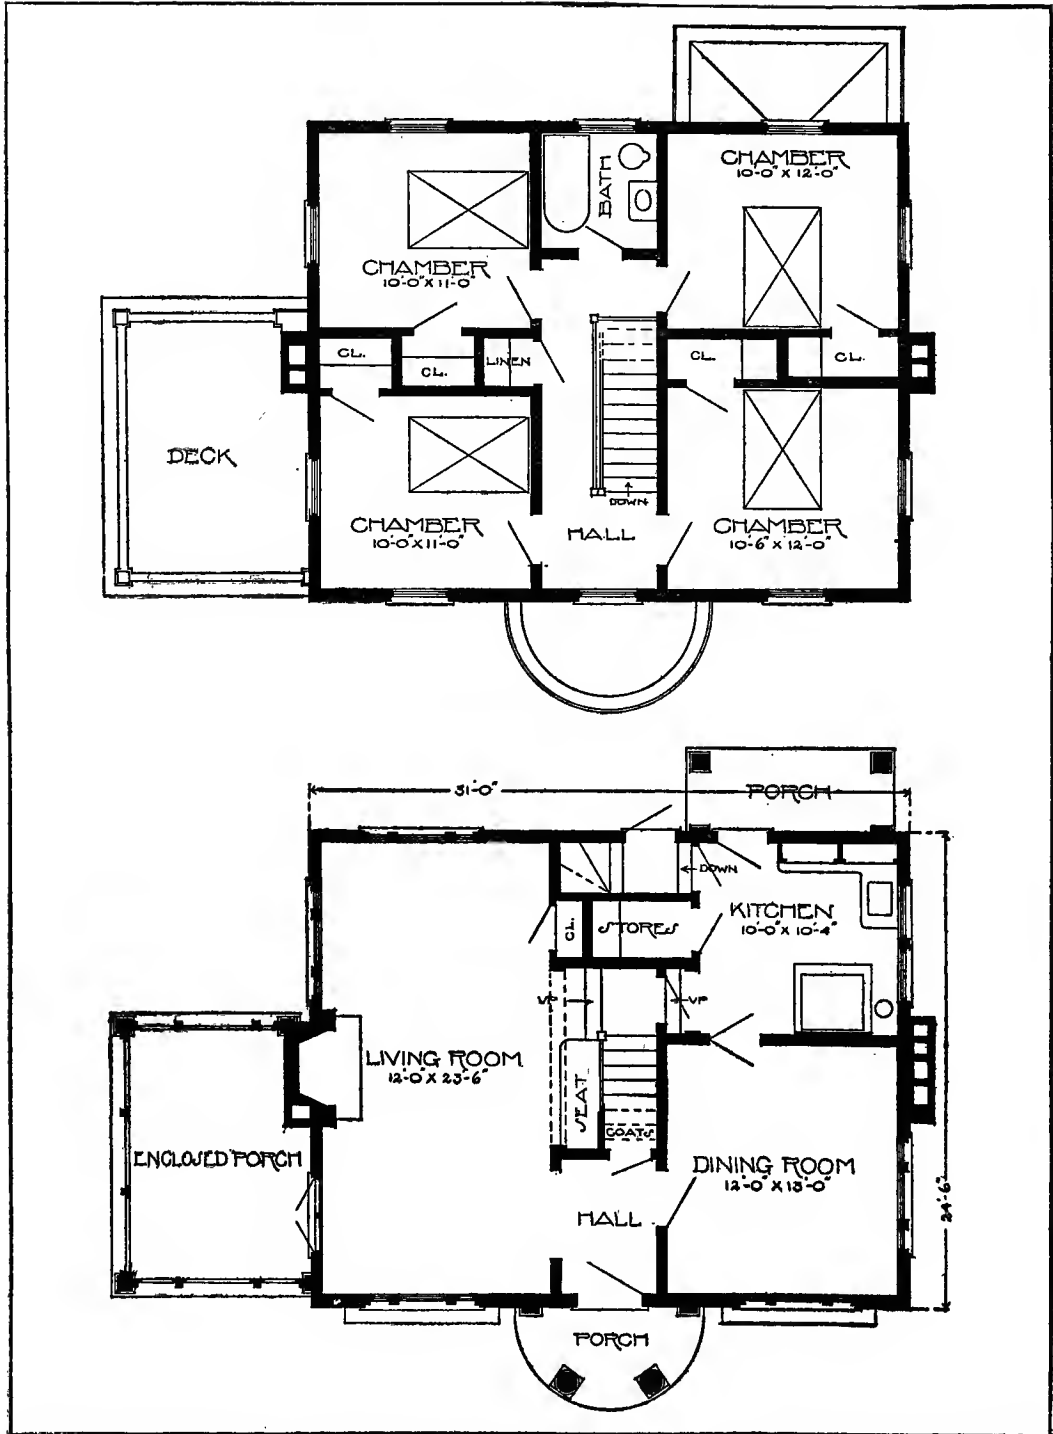 CHAMBER
10'-0" X 12'-0"
BATH
CHAMBER
10'-0" X 11'-0"
CL.
CL.
LINEN
CL.
CL.
DECK
DOWN
CHAMBER
10'-0" X 11'-0"
HALL
CHAMBER
10'-6" X 12'-0"
31'-0"
PORCH
DOWN
KITCHEN
10'-0" X 10'-4"
CL.
STORES
UP
UP
LIVING ROOM
12'-0" X 23'-6"
SEAT
COATS
ENCLOSED PORCH
DINING ROOM
12'-0" X 13'-0"
24'-6"
HALL
PORCH